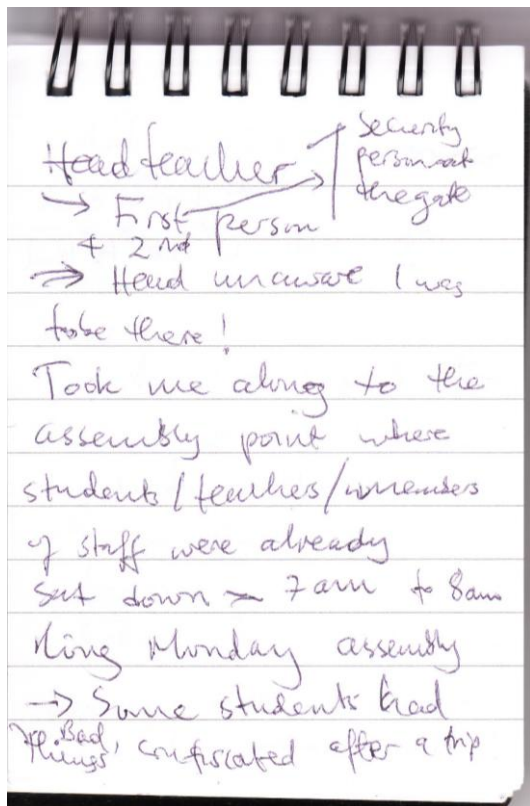 Headteacher
Security
person at
the gate
→ First person
+ 2nd
⇒ Head unaware I was
to be there!
Took me along to the
assembly point where
students/teachers/members
of staff were already
sat down 7am to 8am
Monday assembly
→ Some students had
Bad
things, confiscated after a trip